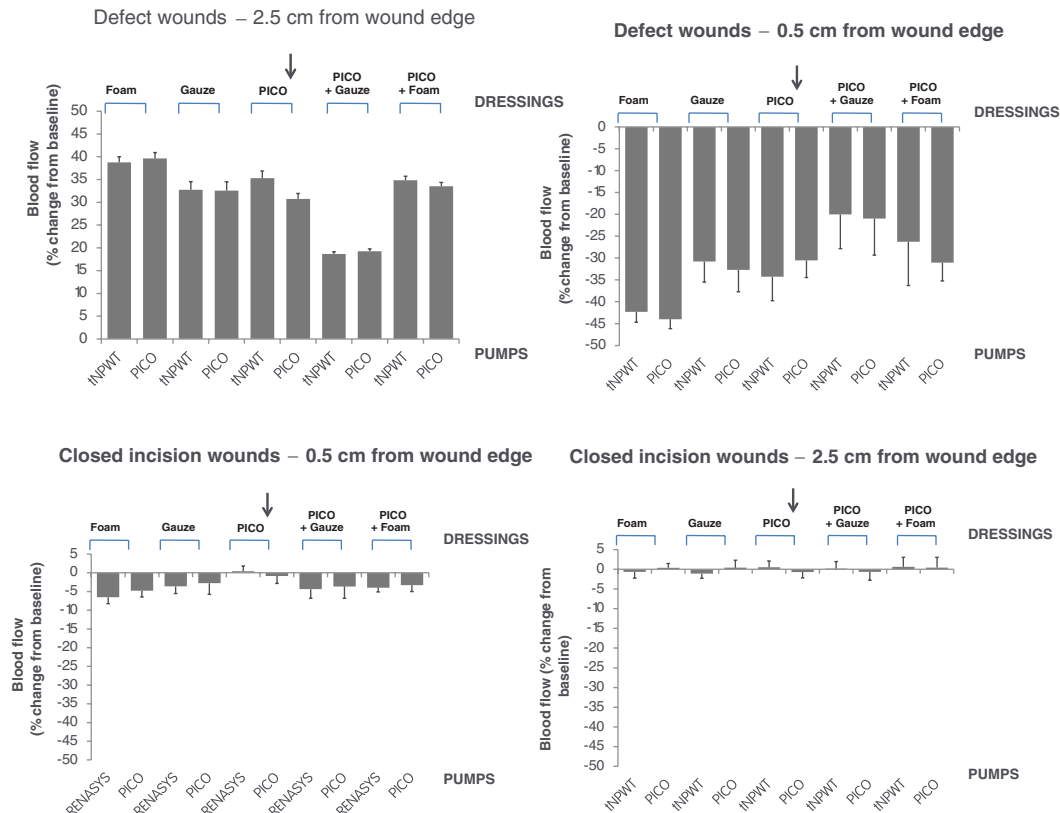 Defect wounds – 2.5 cm from wound edge
Foam
Gauze
PICO
PICO
+ Gauze
PICO
+ Foam
DRESSINGS
Blood flow
(% change from baseline)
50
45
40
35
30
25
20
15
10
5
0
tNPWT
PICO
tNPWT
PICO
tNPWT
PICO
tNPWT
PICO
tNPWT
PICO
PUMPS
Defect wounds – 0.5 cm from wound edge
Foam
Gauze
PICO
PICO
+ Gauze
PICO
+ Foam
DRESSINGS
Blood flow
(% change from baseline)
0
-5
-10
-15
-20
-25
-30
-35
-40
-45
-50
tNPWT
PICO
tNPWT
PICO
tNPWT
PICO
tNPWT
PICO
tNPWT
PICO
PUMPS
Closed incision wounds – 0.5 cm from wound edge
Foam
Gauze
PICO
PICO
+ Gauze
PICO
+ Foam
DRESSINGS
Blood flow
(% change from baseline)
5
0
-5
-10
-15
-20
-25
-30
-35
-40
-45
-50
RENASYS
PICO
RENASYS
PICO
RENASYS
PICO
RENASYS
PICO
RENASYS
PICO
PUMPS
Closed incision wounds – 2.5 cm from wound edge
Foam
Gauze
PICO
PICO
+ Gauze
PICO
+ Foam
DRESSINGS
Blood flow (% change from
baseline)
5
0
-5
-10
-15
-20
-25
-30
-35
-40
-45
-50
tNPWT
PICO
tNPWT
PICO
tNPWT
PICO
tNPWT
PICO
tNPWT
PICO
PUMPS